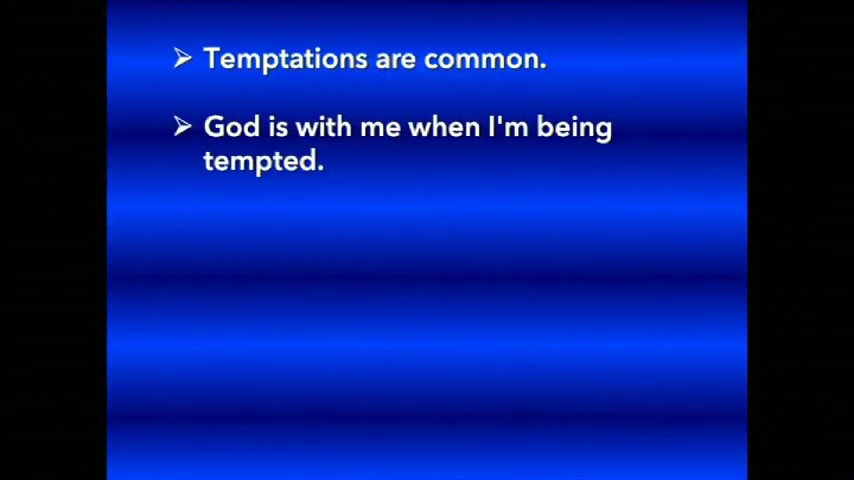 ➢ Temptations are common.
➢ God is with me when I'm being
tempted.